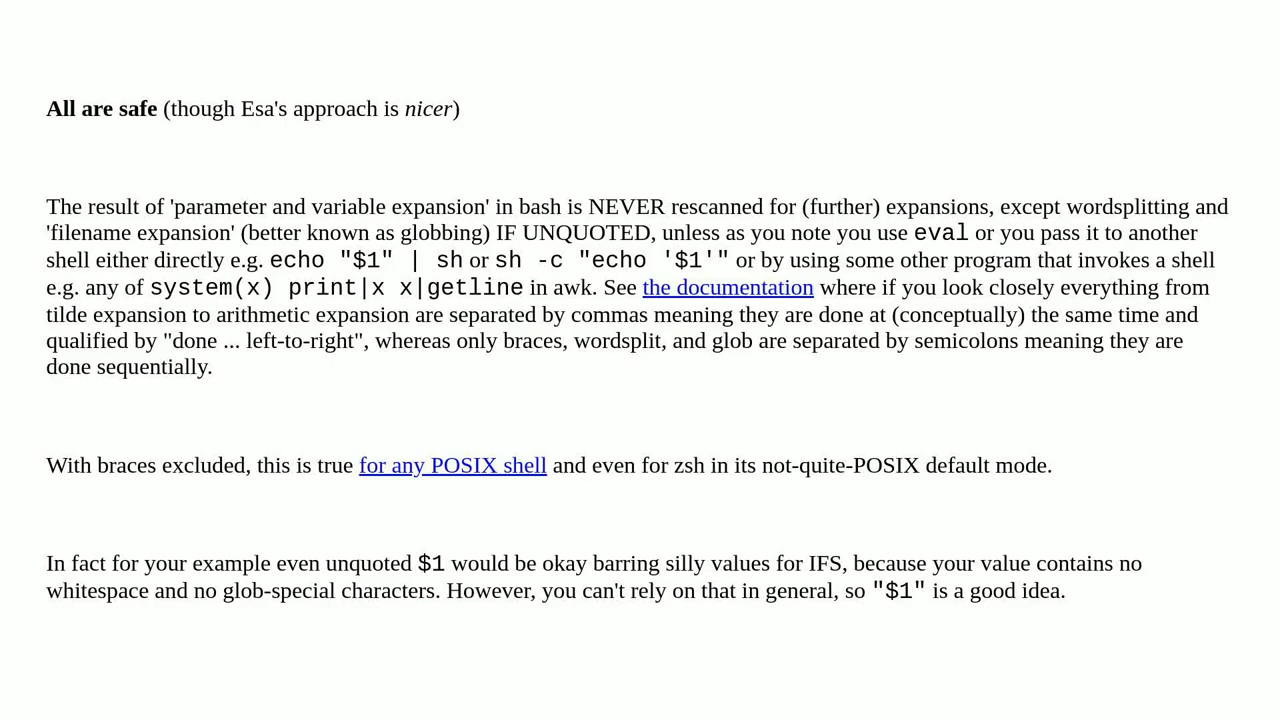 All are safe (though Esa's approach is nicer)
The result of 'parameter and variable expansion' in bash is NEVER rescanned for (further) expansions, except wordsplitting and
'filename expansion' (better known as globbing) IF UNQUOTED, unless as you note you use eval or you pass it to another
shell either directly e.g. echo "$1" | sh or sh -c "echo '$1'" or by using some other program that invokes a shell
e.g. any of system(x) print|x x|getline in awk. See the documentation where if you look closely everything from
tilde expansion to arithmetic expansion are separated by commas meaning they are done at (conceptually) the same time and
qualified by "done ... left-to-right", whereas only braces, wordsplit, and glob are separated by semicolons meaning they are
done sequentially.
With braces excluded, this is true for any POSIX shell and even for zsh in its not-quite-POSIX default mode.
In fact for your example even unquoted $1 would be okay barring silly values for IFS, because your value contains no
whitespace and no glob-special characters. However, you can't rely on that in general, so "$1" is a good idea.